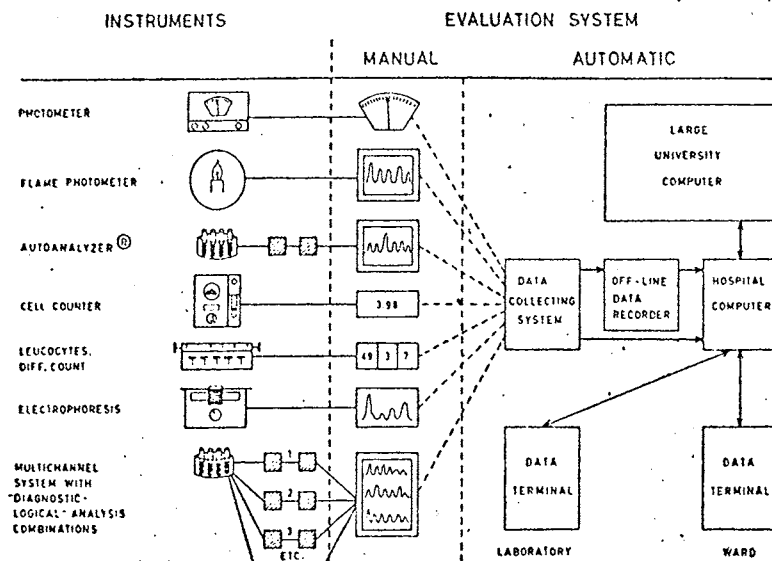 INSTRUMENTS
EVALUATION SYSTEM
MANUAL
AUTOMATIC
PHOTOMETER
FLAME PHOTOMETER
AUTOANALYZER ®
CELL COUNTER
3.98
LEUCOCYTES,
DIFF. COUNT
49 3 7
ELECTROPHORESIS
MULTICHANNEL
SYSTEM WITH
"DIAGNOSTIC-
LOGICAL" ANALYSIS
COMBINATIONS
1
2
3
ETC.
LARGE
UNIVERSITY
COMPUTER
DATA
COLLECTING
SYSTEM
OFF-LINE
DATA
RECORDER
HOSPITAL
COMPUTER
DATA
TERMINAL
LABORATORY
DATA
TERMINAL
WARD